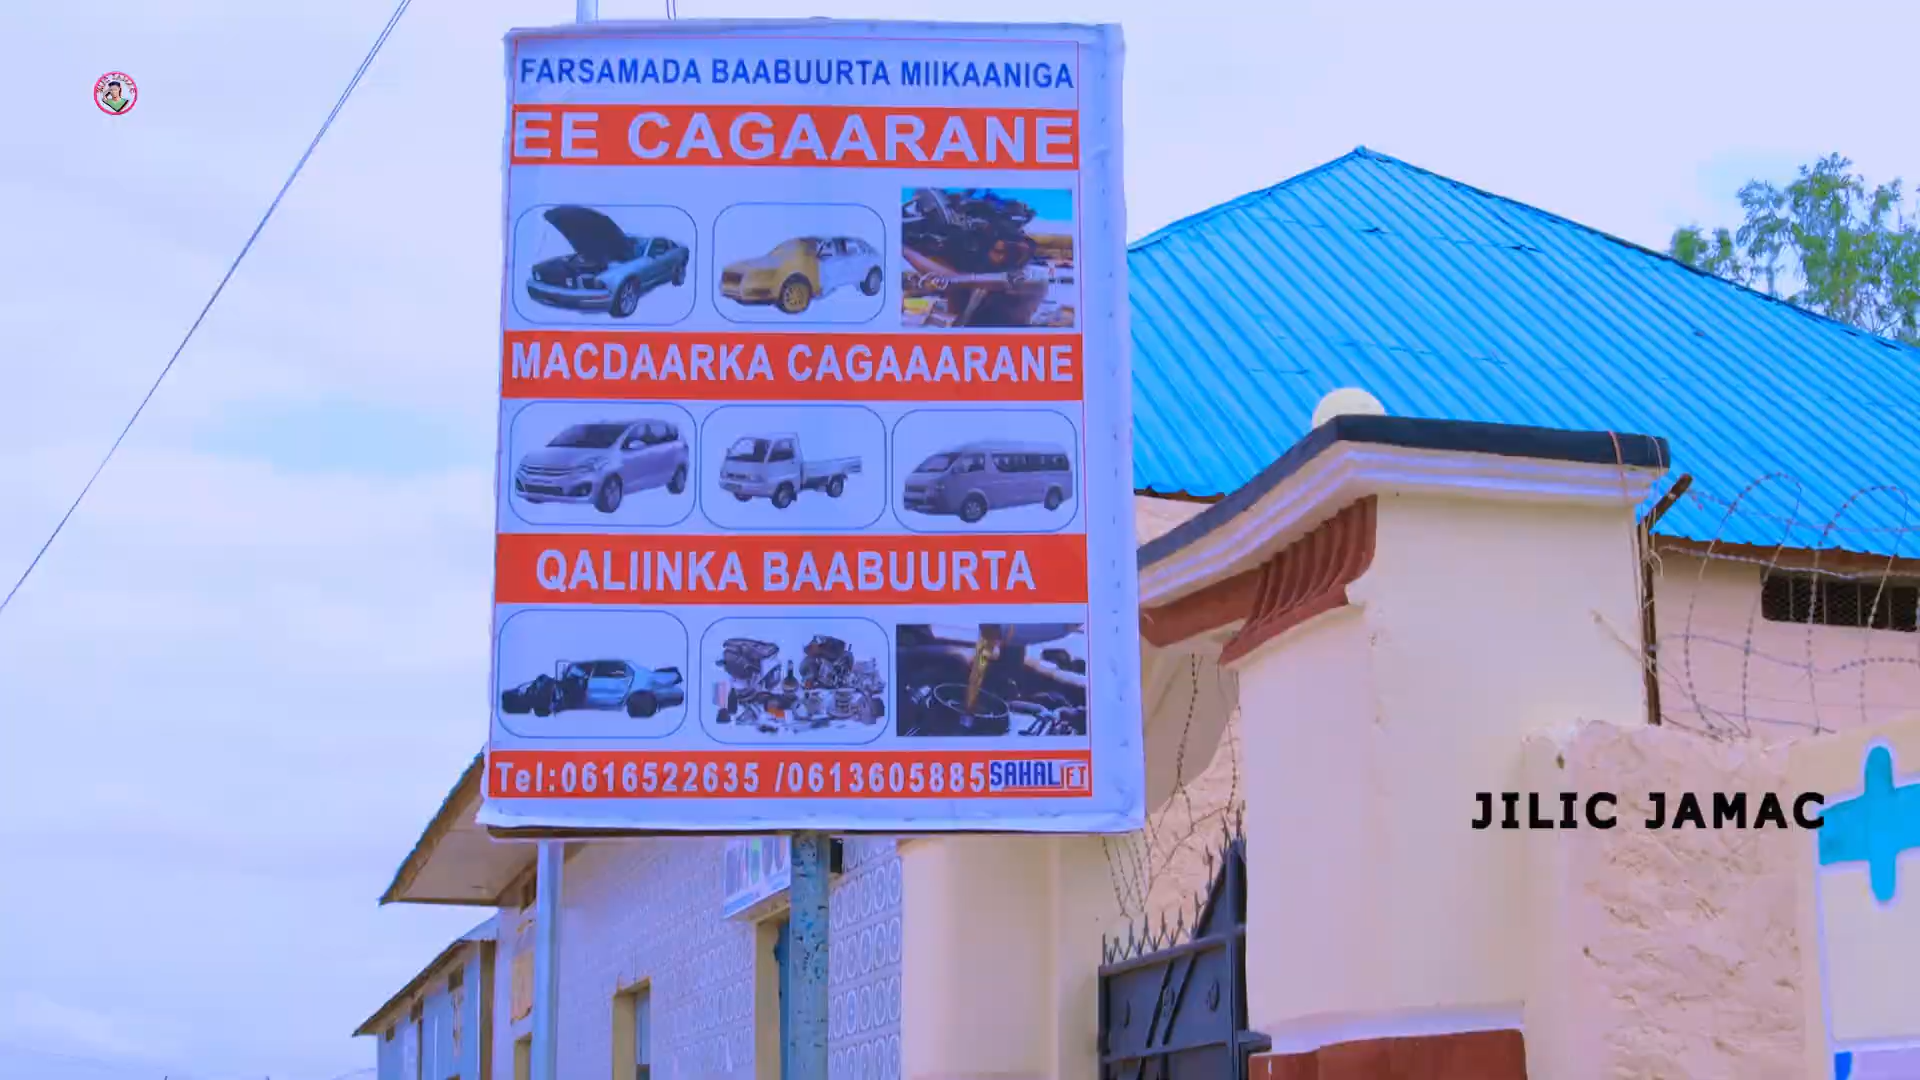 FARSAMADA BAABUURTA MIIKAANIGA
EE CAGAARANE
MACDAARKA CAGAAARANE
QALIINKA BAABUURTA
Tel:0616522635 /0613605885
SAHAL
JILIC JAMAC